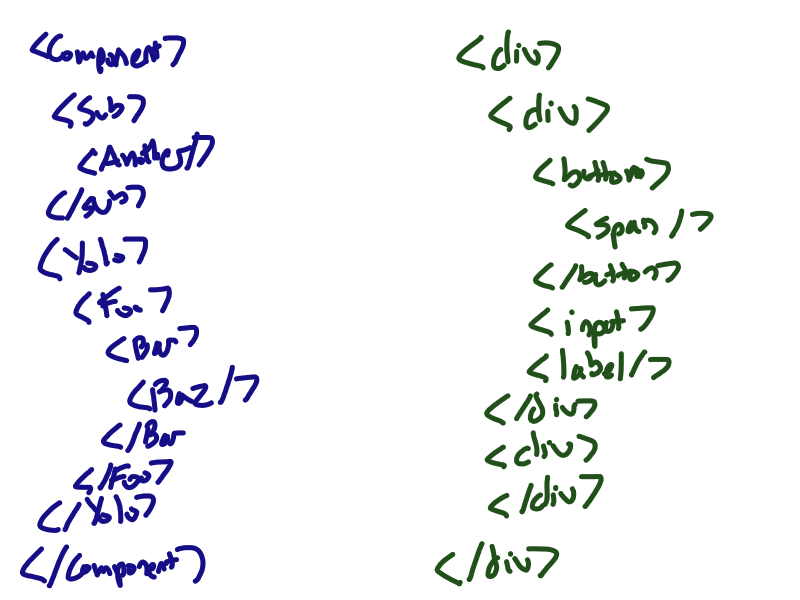 <Component>
<Sub>
<Another/>
</sub>
<Yolo>
<Foo>
<Bar>
<Baz/>
</Bar
</Foo>
</Yolo>
</Component>
<div>
<div>
<button>
<span/>
</button>
<input>
<label/>
</div>
<div>
</div>
</div>